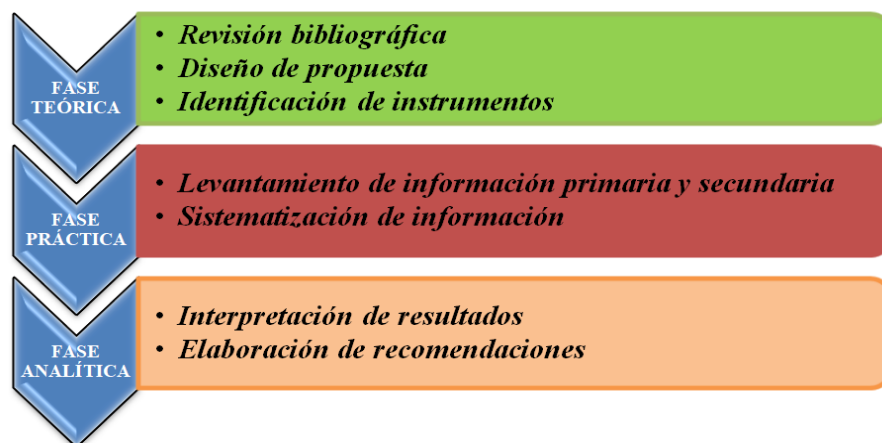 FASE
TEÓRICA
• Revisión bibliográfica
• Diseño de propuesta
• Identificación de instrumentos
FASE
PRÁCTICA
• Levantamiento de información primaria y secundaria
• Sistematización de información
FASE
ANALÍTICA
• Interpretación de resultados
• Elaboración de recomendaciones